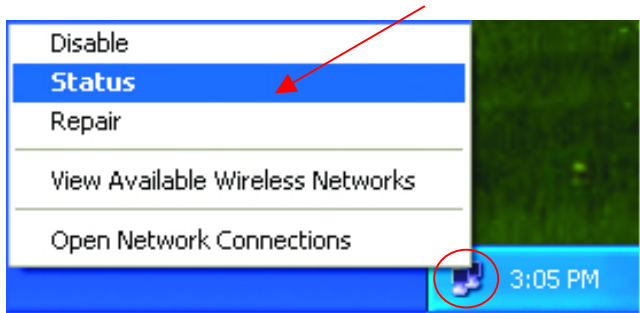 Disable
Status
Repair
View Available Wireless Networks
Open Network Connections
3:05 PM